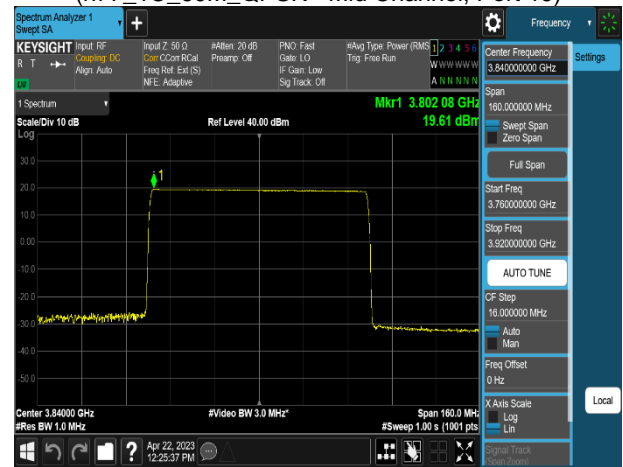 Spectrum Analyzer 1
Swept SA
Frequency
KEYSIGHT
R T
Input: RF
Coupling: DC
Align: Auto
Input Z: 50 Ω
Corr CCorr RCal
Freq Ref: Ext (S)
NFE: Adaptive
#Atten: 20 dB
Preamp: Off
PNO: Fast
Gate: LO
IF Gain: Low
Sig Track: Off
#Avg Type: Power (RMS
Trig: Free Run
1 2 3 4 5 6
W W W W W W
A N N N N N
1 Spectrum
Scale/Div 10 dB
Log
Ref Level 40.00 dBm
Mkr1 3.802 08 GHz
19.61 dBm
1
30.0
20.0
10.0
0.00
-10.0
-20.0
-30.0
-40.0
-50.0
Center 3.84000 GHz
#Res BW 1.0 MHz
#Video BW 3.0 MHz*
Span 160.0 MHz
#Sweep 1.00 s (1001 pts
Center Frequency
3.840000000 GHz
Settings
Span
160.000000 MHz
Swept Span
Zero Span
Full Span
Start Freq
3.760000000 GHz
Stop Freq
3.920000000 GHz
AUTO TUNE
CF Step
16.000000 MHz
Auto
Man
Freq Offset
0 Hz
X Axis Scale
Log
Lin
Local
Signal Track
(Span Zoom)
?
Apr 22, 2023
12:25:37 PM